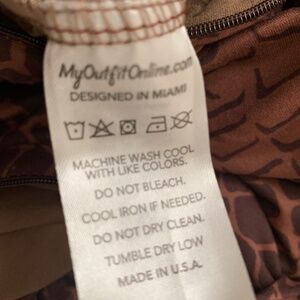 MyOutfitOnline.com
DESIGNED IN MIAMI
MACHINE WASH COOL
WITH LIKE COLORS.
DO NOT BLEACH.
COOL IRON IF NEEDED.
DO NOT DRY CLEAN.
TUMBLE DRY LOW
MADE IN U.S.A.